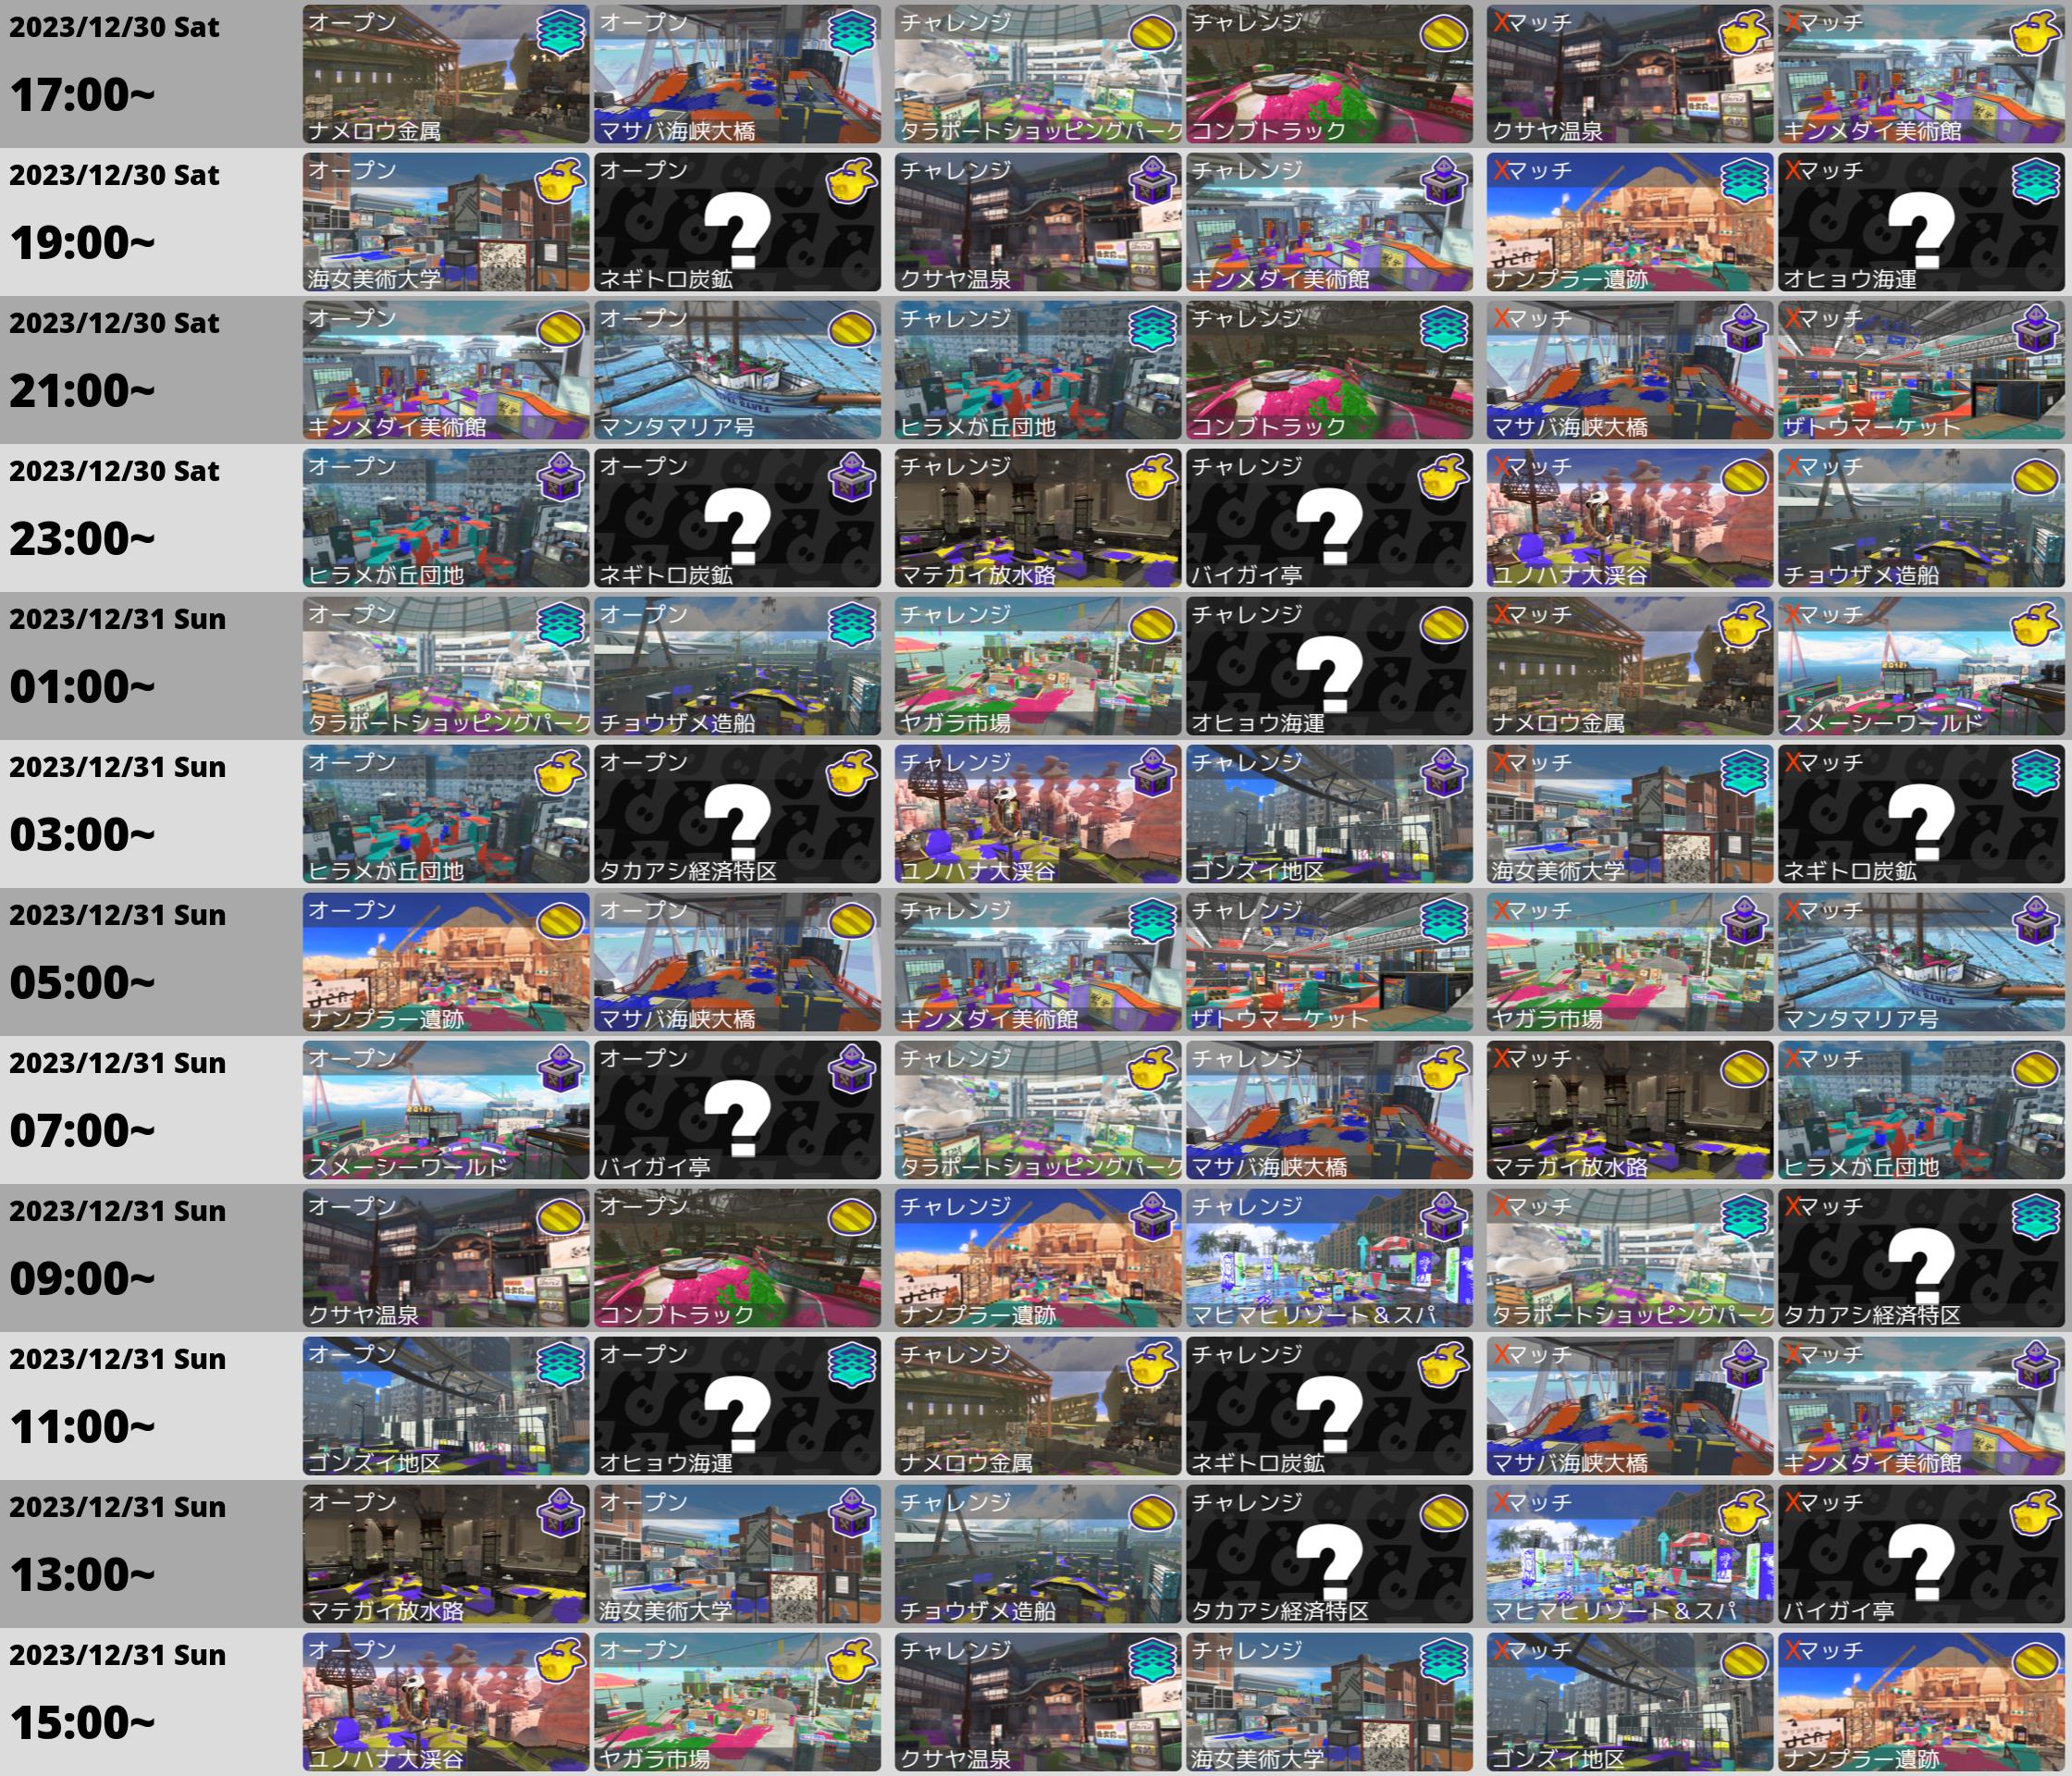 2023/12/30 Sat
17:00~
オープン
ナメロウ金属
オープン
マサバ海峡大橋
チャレンジ
タラポートショッピングパーク
チャレンジ
コンブトラック
Xマッチ
クサヤ温泉
Xマッチ
キンメダイ美術館
2023/12/30 Sat
19:00~
オープン
海女美術大学
オープン
?
ネギトロ炭鉱
チャレンジ
クサヤ温泉
チャレンジ
キンメダイ美術館
Xマッチ
ナンプラー遺跡
Xマッチ
?
オヒョウ海運
2023/12/30 Sat
21:00~
オープン
キンメダイ美術館
オープン
マンタマリア号
チャレンジ
ヒラメが丘団地
チャレンジ
コンブトラック
Xマッチ
マサバ海峡大橋
Xマッチ
ザトウマーケット
2023/12/30 Sat
23:00~
オープン
ヒラメが丘団地
オープン
?
ネギトロ炭鉱
チャレンジ
マテガイ放水路
チャレンジ
?
バイガイ亭
Xマッチ
ユノハナ大渓谷
Xマッチ
チョウザメ造船
2023/12/31 Sun
01:00~
オープン
タラポートショッピングパーク
オープン
チョウザメ造船
チャレンジ
ヤガラ市場
チャレンジ
?
オヒョウ海運
Xマッチ
ナメロウ金属
Xマッチ
スメーシーワールド
2023/12/31 Sun
03:00~
オープン
ヒラメが丘団地
オープン
?
タカアシ経済特区
チャレンジ
ユノハナ大渓谷
チャレンジ
ゴンズイ地区
Xマッチ
海女美術大学
Xマッチ
?
ネギトロ炭鉱
2023/12/31 Sun
05:00~
オープン
ナンプラー遺跡
オープン
マサバ海峡大橋
チャレンジ
キンメダイ美術館
チャレンジ
ザトウマーケット
Xマッチ
ヤガラ市場
Xマッチ
マンタマリア号
2023/12/31 Sun
07:00~
オープン
スメーシーワールド
オープン
?
バイガイ亭
チャレンジ
タラポートショッピングパーク
チャレンジ
マサバ海峡大橋
Xマッチ
マテガイ放水路
Xマッチ
ヒラメが丘団地
2023/12/31 Sun
09:00~
オープン
クサヤ温泉
オープン
コンブトラック
チャレンジ
ナンプラー遺跡
チャレンジ
マヒマヒリゾート＆スパ
Xマッチ
タラポートショッピングパーク
Xマッチ
?
タカアシ経済特区
2023/12/31 Sun
11:00~
オープン
ゴンズイ地区
オープン
?
オヒョウ海運
チャレンジ
ナメロウ金属
チャレンジ
?
ネギトロ炭鉱
Xマッチ
マサバ海峡大橋
Xマッチ
キンメダイ美術館
2023/12/31 Sun
13:00~
オープン
マテガイ放水路
オープン
海女美術大学
チャレンジ
チョウザメ造船
チャレンジ
?
タカアシ経済特区
Xマッチ
マヒマヒリゾート＆スパ
Xマッチ
?
バイガイ亭
2023/12/31 Sun
15:00~
オープン
ユノハナ大渓谷
オープン
ヤガラ市場
チャレンジ
クサヤ温泉
チャレンジ
海女美術大学
Xマッチ
ゴンズイ地区
Xマッチ
ナンプラー遺跡